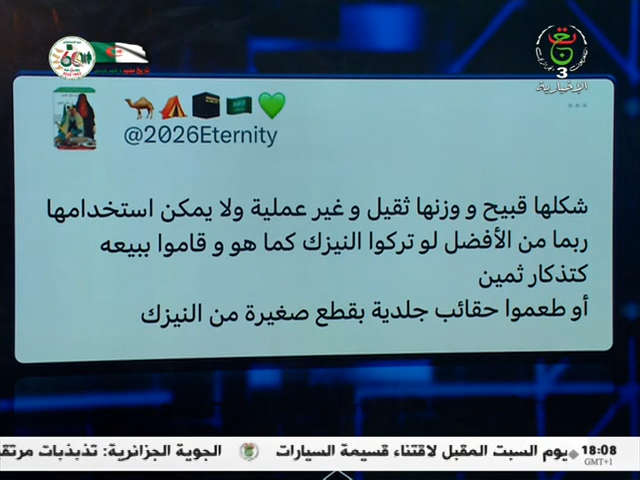 3
الإخبارية
@2026Eternity
شكلها قبيح و وزنها ثقيل و غير عملية ولا يمكن استخدامها
ربما من الأفضل لو تركوا النيزك كما هو و قاموا ببيعه
كتذكار ثمين
أو طعموا حقائب جلدية بقطع صغيرة من النيزك
18:08
GMT+1
يوم السبت المقبل لاقتناء قسيمة السيارات
الجوية الجزائرية: تذبذبات مرتق